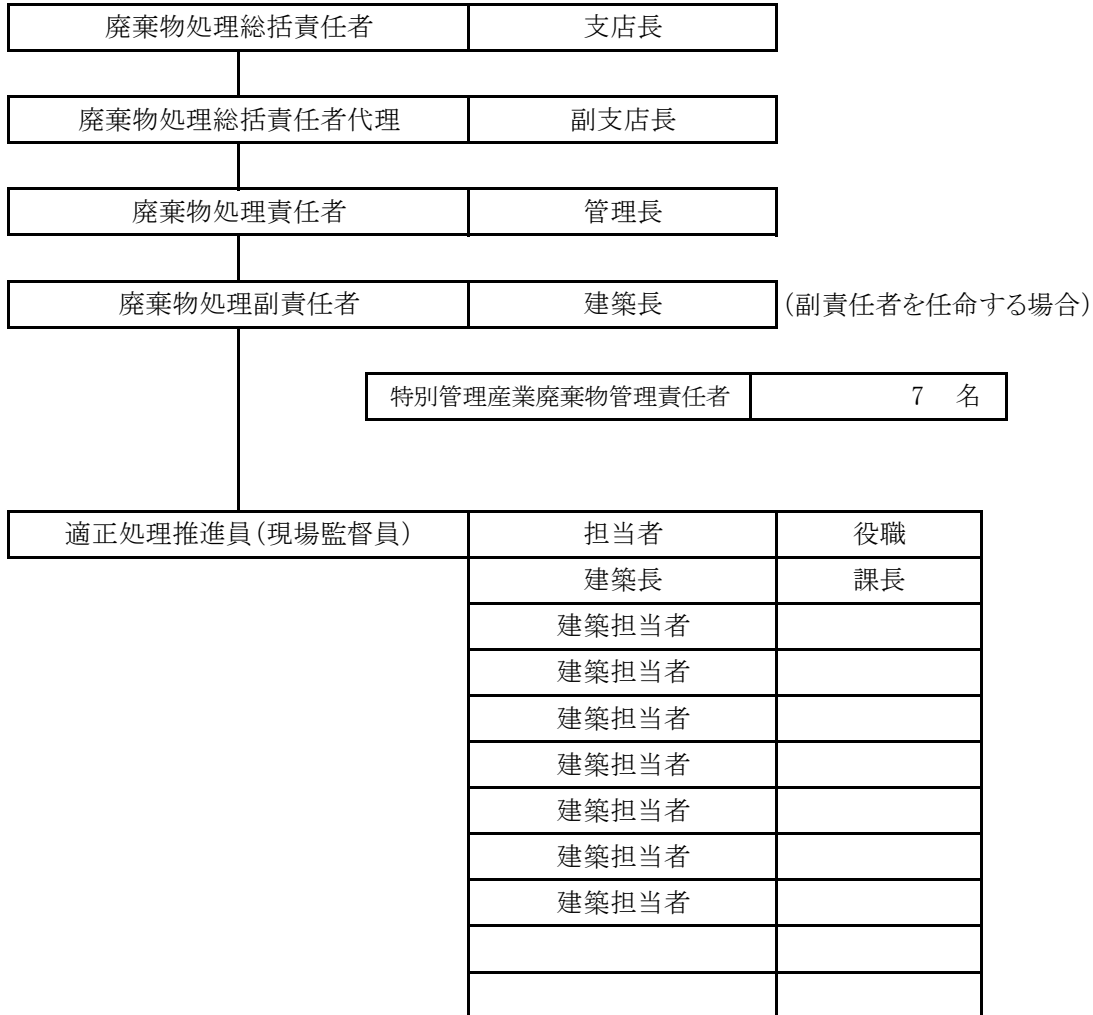 廃棄物処理総括責任者 支店長
廃棄物処理総括責任者代理 副支店長
廃棄物処理責任者 管理長
廃棄物処理副責任者 建築長 (副責任者を任命する場合)
特別管理産業廃棄物管理責任者 7 名
適正処理推進員(現場監督員) 担当者 役職
建築長 課長
建築担当者
建築担当者
建築担当者
建築担当者
建築担当者
建築担当者
建築担当者